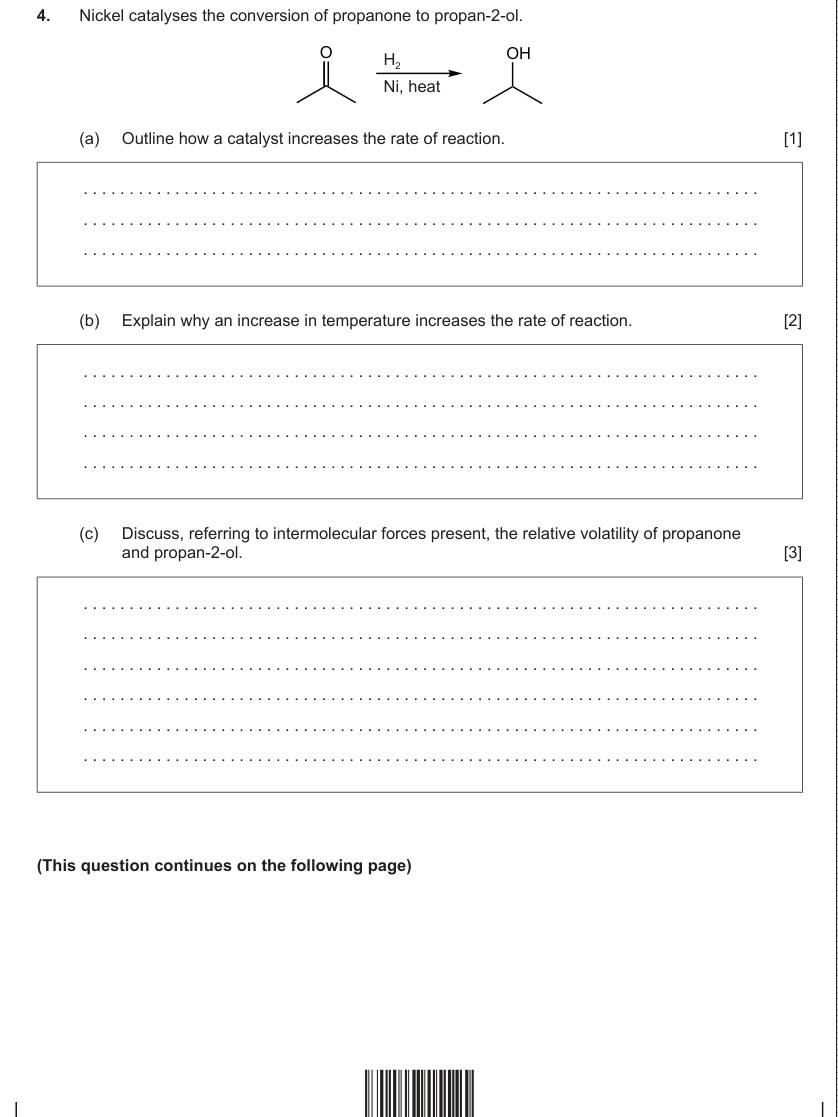 4. Nickel catalyses the conversion of propanone to propan-2-ol.
O
H2
Ni, heat
OH
(a) Outline how a catalyst increases the rate of reaction. [1]
(b) Explain why an increase in temperature increases the rate of reaction. [2]
(c) Discuss, referring to intermolecular forces present, the relative volatility of propanone
and propan-2-ol. [3]
(This question continues on the following page)